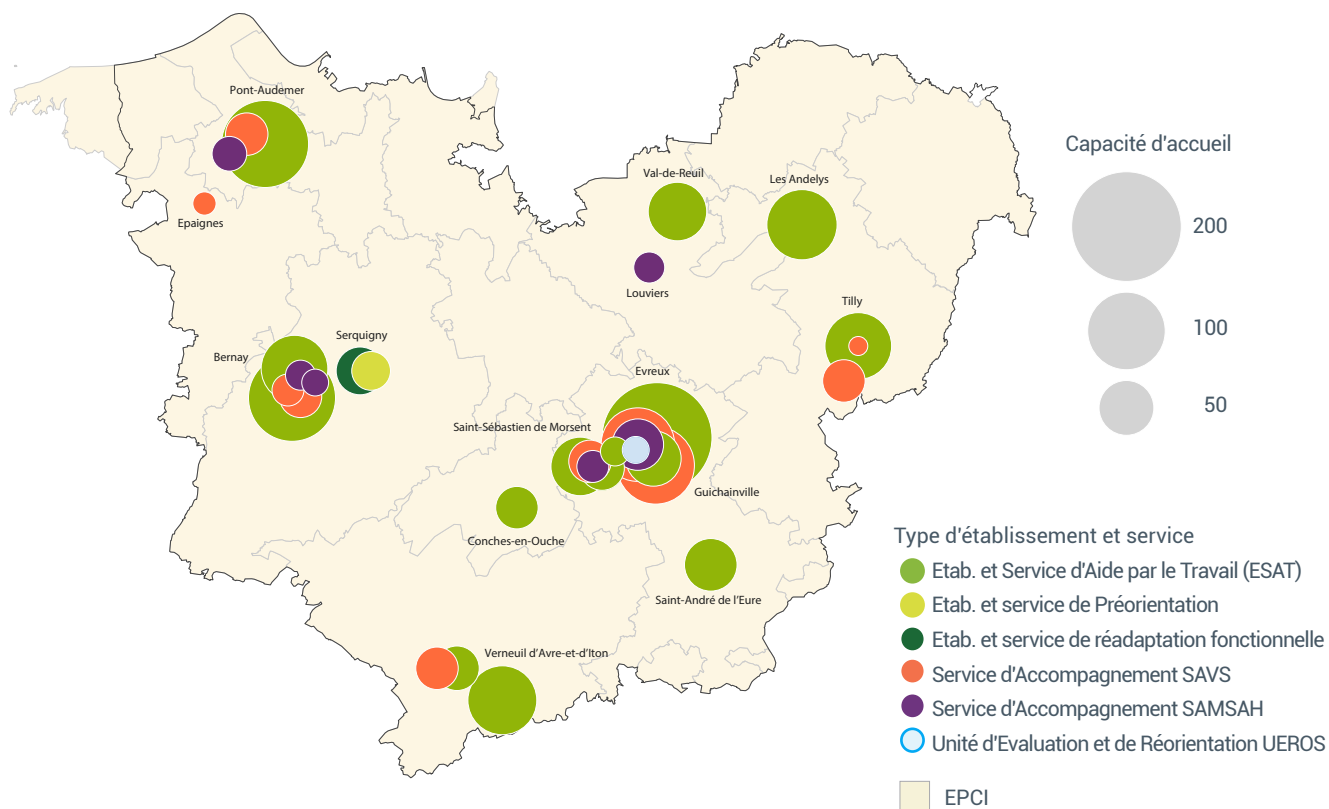 Pont-Audemer
Epaignes
Val-de-Reuil
Les Andelys
Louviers
Tilly
Bernay
Serquigny
Evreux
Saint-Sébastien de Morsent
Guichainville
Conches-en-Ouche
Saint-André de l'Eure
Verneuil d'Avre-et-d'Iton
Capacité d'accueil
200
100
50
Type d'établissement et service
Etab. et Service d'Aide par le Travail (ESAT)
Etab. et service de Préorientation
Etab. et service de réadaptation fonctionnelle
Service d'Accompagnement SAVS
Service d'Accompagnement SAMSAH
Unité d'Evaluation et de Réorientation UEROS
EPCI